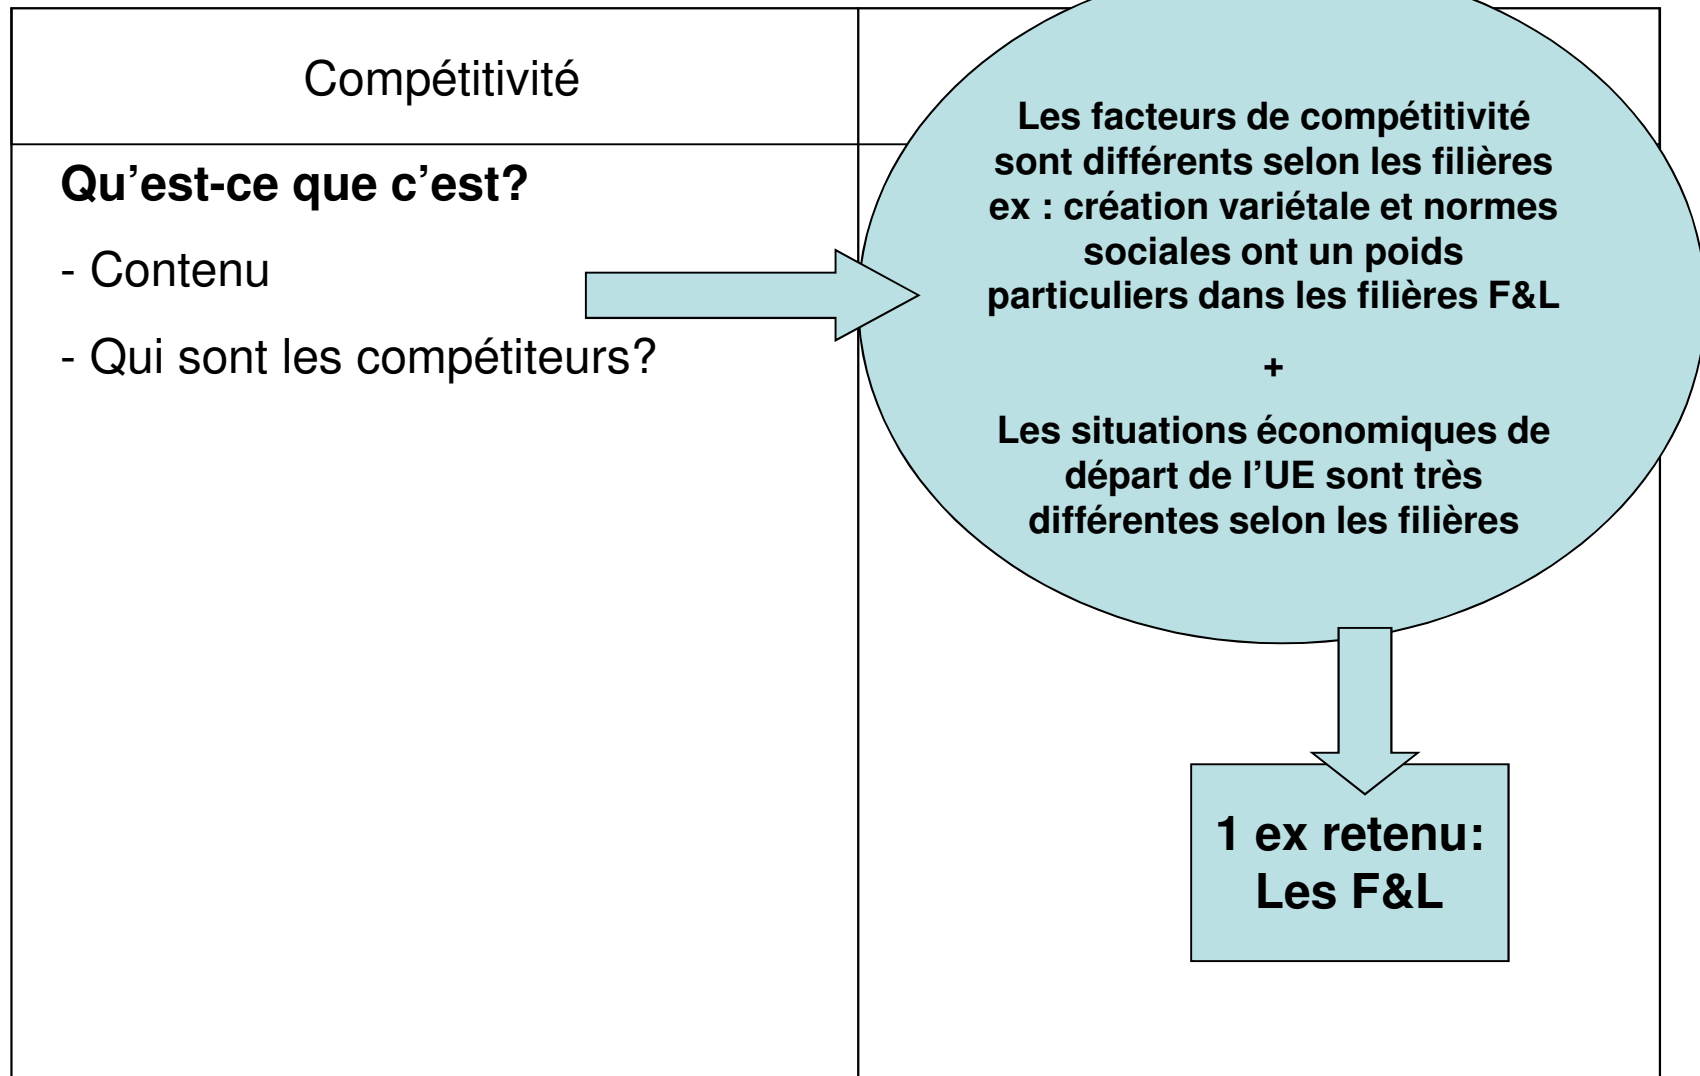 Compétitivité
Qu’est-ce que c’est?
- Contenu
- Qui sont les compétiteurs?
Les facteurs de compétitivité
sont différents selon les filières
ex : création variétale et normes
sociales ont un poids
particuliers dans les filières F&L
+
Les situations économiques de
départ de l’UE sont très
différentes selon les filières
1 ex retenu:
Les F&L